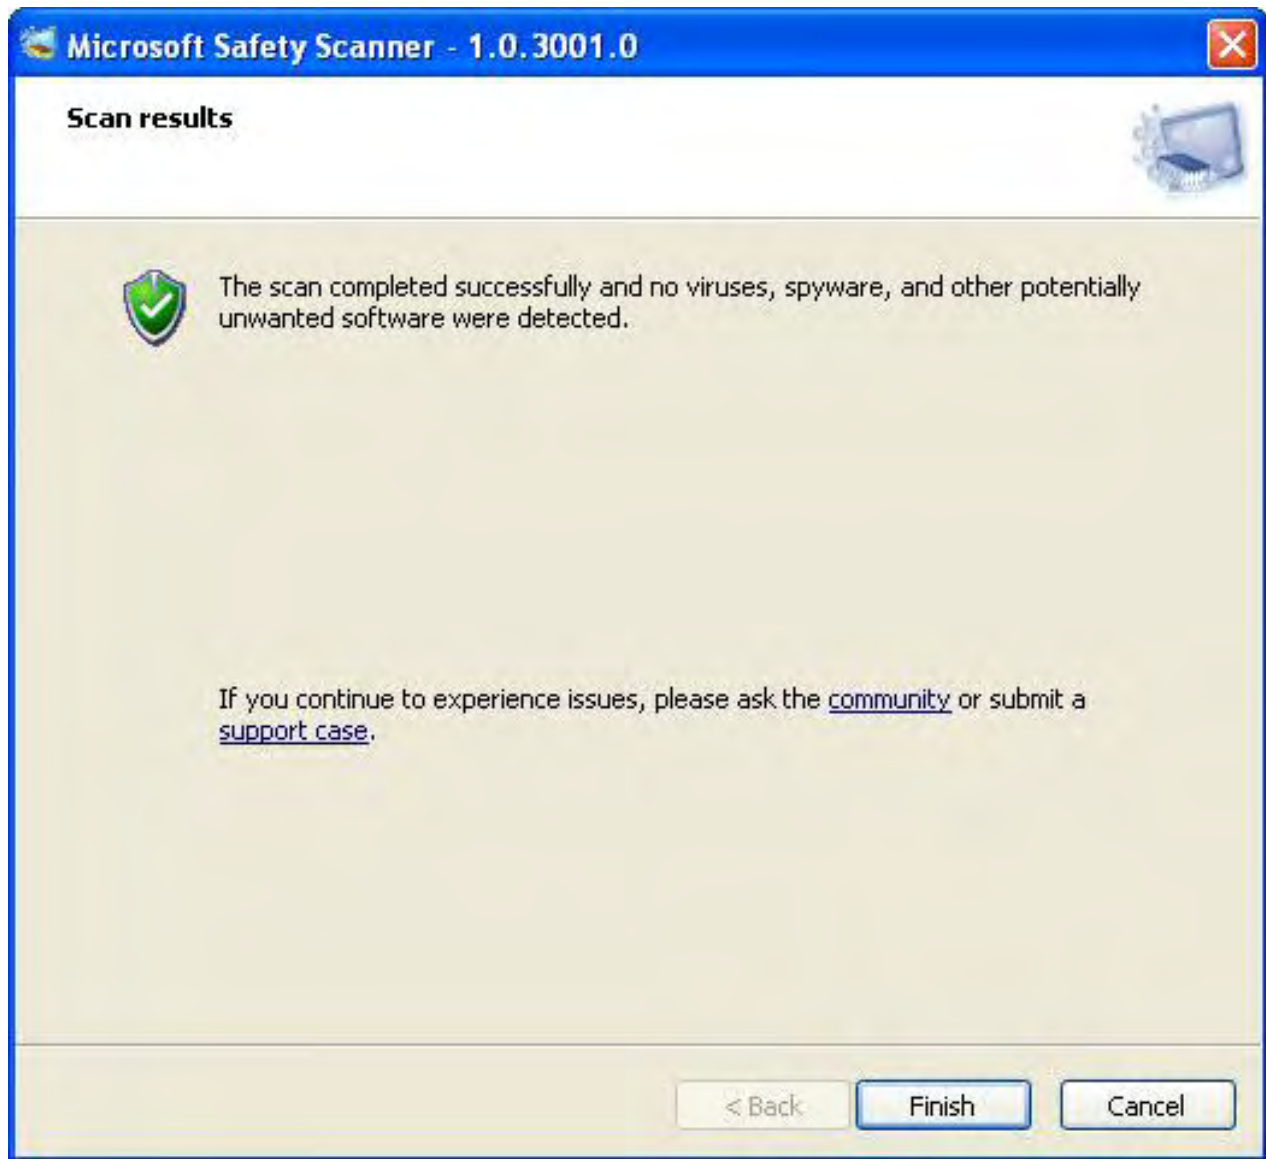 Microsoft Safety Scanner - 1.0.3001.0
Scan results
The scan completed successfully and no viruses, spyware, and other potentially
unwanted software were detected.
If you continue to experience issues, please ask the community or submit a
support case.
< Back Finish Cancel